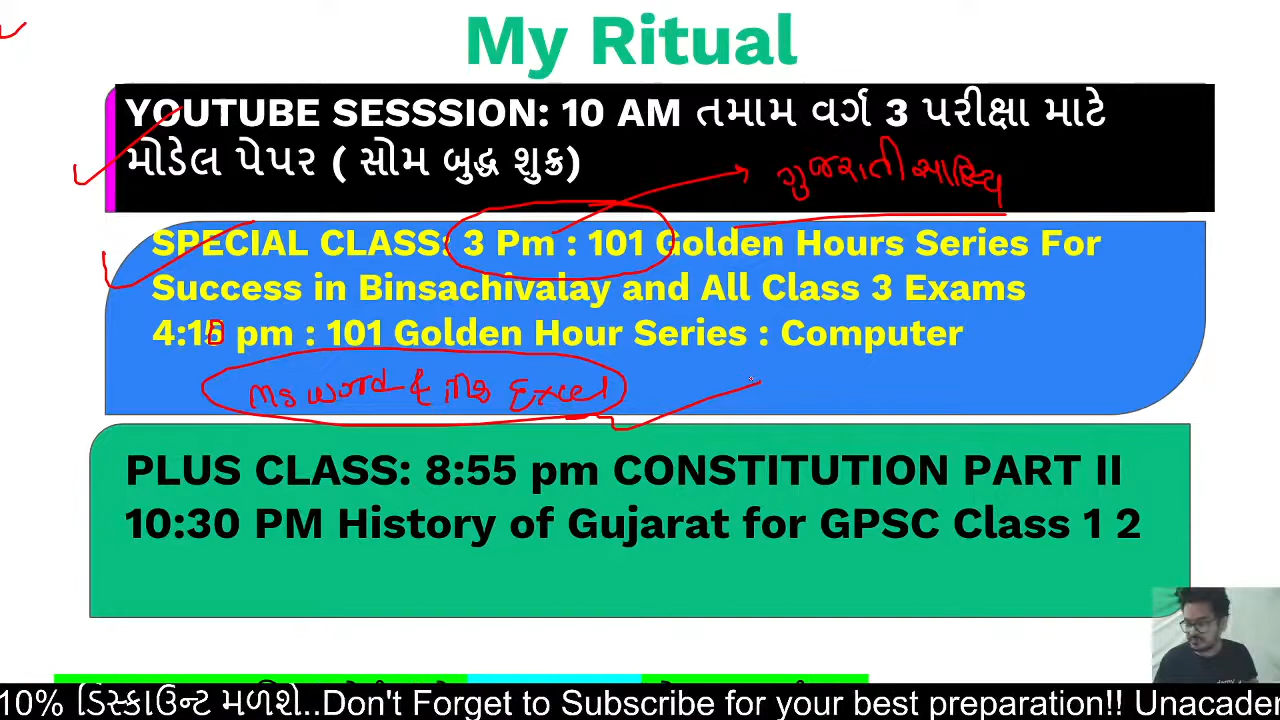 My Ritual
YOUTUBE SESSSION: 10 AM તમામ વર્ગ 3 પરીક્ષા માટે
મોડેલ પેપર ( સોમ બુદ્ધ શુક્ર)
ગુજરાતી સાહિત્ય
SPECIAL CLASS: 3 Pm : 101 Golden Hours Series For
Success in Binsachivalay and All Class 3 Exams
4:15 pm : 101 Golden Hour Series : Computer
Ms Word & Ms Excel
PLUS CLASS: 8:55 pm CONSTITUTION PART II
10:30 PM History of Gujarat for GPSC Class 1 2
10% ડિસ્કાઉન્ટ મળશે..Don't Forget to Subscribe for your best preparation!! Unacader